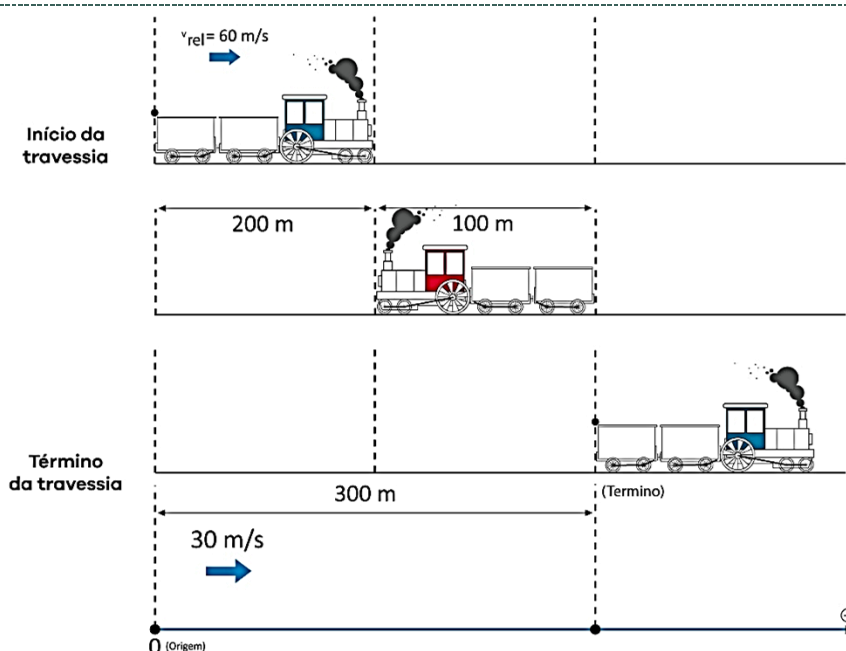 vrel= 60 m/s
Início da
travessia
200 m
100 m
Término
da travessia
300 m
(Termino)
30 m/s
0 (Origem)